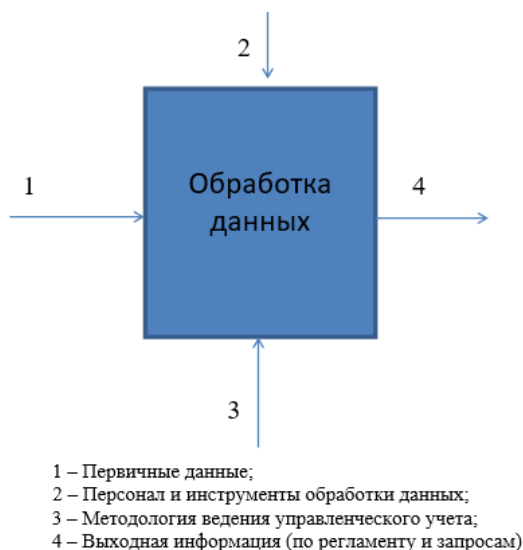 2
1
Обработка
данных
4
3
1 – Первичные данные;
2 – Персонал и инструменты обработки данных;
3 – Методология ведения управленческого учета;
4 – Выходная информация (по регламенту и запросам)